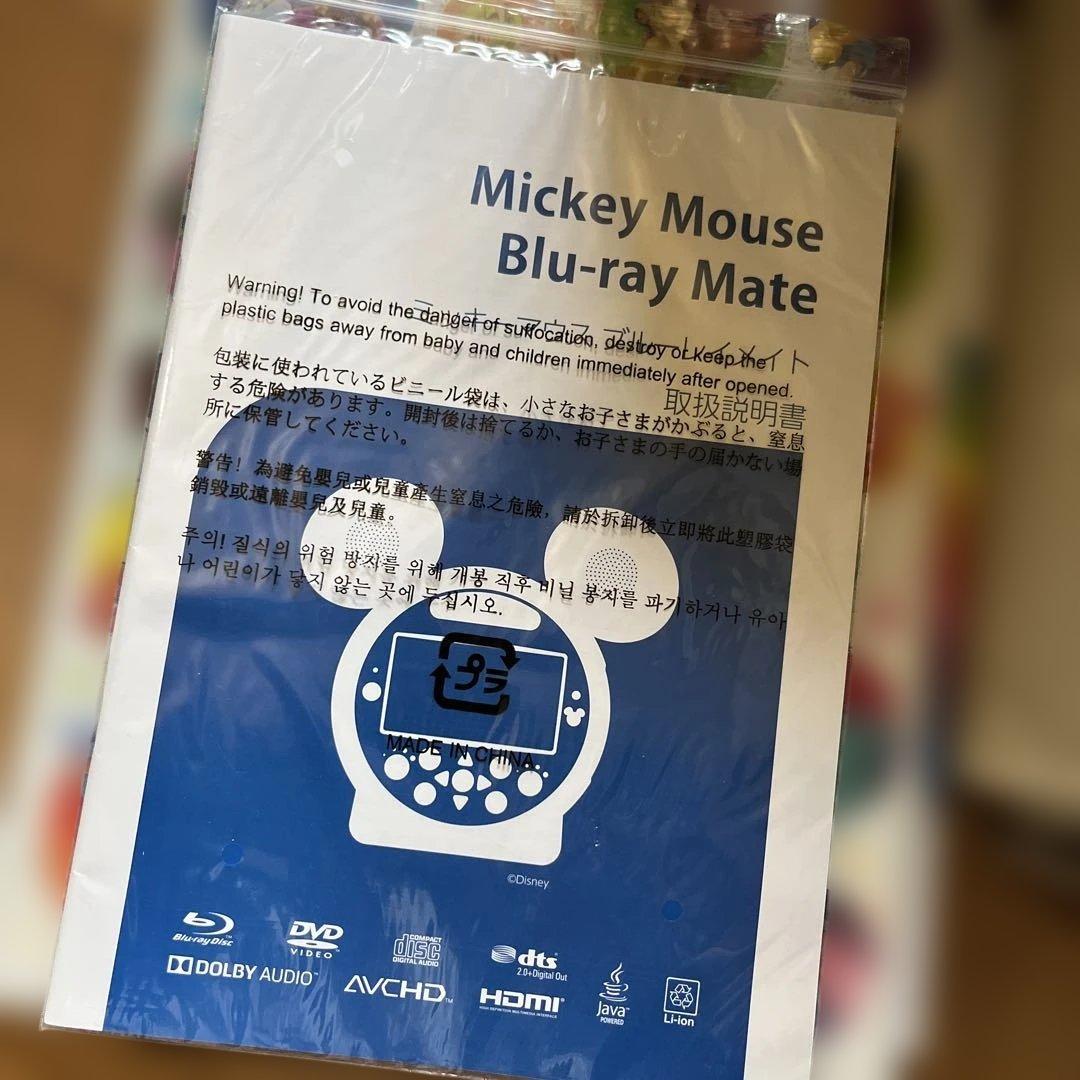 Mickey Mouse
Blu-ray Mate
ミッキーマウス ブルーレイメイト
取扱説明書
Warning! To avoid the danger of suffocation, destroy or keep the
plastic bags away from baby and children immediately after opened.
包装に使われているビニール袋は、小さなお子さまがかぶると、窒息
する危険があります。開封後は捨てるか、お子さまの手の届かない場
所に保管してください。
警告！為避免嬰兒或兒童產生窒息之危險，請於拆卸後立即將此塑膠袋
銷毀或遠離嬰兒及兒童。
주의! 질식의 위험 방지를 위해 개봉 직후 비닐 봉지를 파기하거나 유아
나 어린이가 닿지 않는 곳에 두십시오.
プラ
MADE IN CHINA
©Disney
Blu-ray Disc™
DVD
VIDEO
COMPACT
disc
DIGITAL AUDIO
dts
2.0+Digital Out
DOLBY AUDIO™
AVCHD™
HDMI®
HIGH DEFINITION MULTIMEDIA INTERFACE
Java™
POWERED
Li-ion